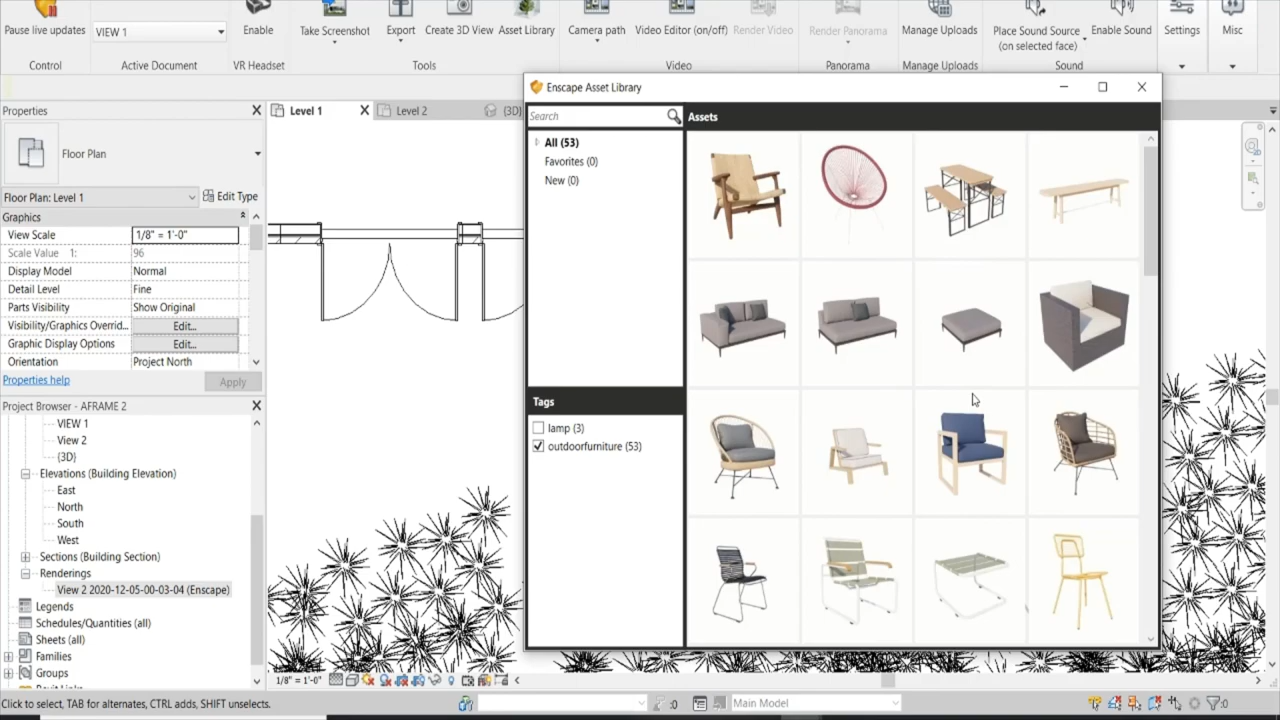 Pause live updates
VIEW 1
Enable
Take Screenshot
Export
Create 3D View
Asset Library
Camera path
Video Editor (on/off)
Render Video
Render Panorama
Manage Uploads
Place Sound Source
(on selected face)
Enable Sound
Settings
Misc
Control
Active Document
VR Headset
Tools
Video
Panorama
Manage Uploads
Sound
Properties
Level 1
Level 2
(3D)
Floor Plan
Floor Plan: Level 1
Edit Type
Graphics
View Scale 1/8" = 1'-0"
Scale Value 1: 96
Display Model Normal
Detail Level Fine
Parts Visibility Show Original
Visibility/Graphics Overrid... Edit...
Graphic Display Options Edit...
Orientation Project North
Properties help
Apply
Project Browser - AFRAME 2
VIEW 1
View 2
{3D}
Elevations (Building Elevation)
East
North
South
West
Sections (Building Section)
Renderings
View 2 2020-12-05-00-03-04 (Enscape)
Legends
Schedules/Quantities (all)
Sheets (all)
Families
Groups
Enscape Asset Library
Search
Assets
All (53)
Favorites (0)
New (0)
Tags
lamp (3)
outdoorfurniture (53)
1/8" = 1'-0"
Click to select, TAB for alternates, CTRL adds, SHIFT unselects.
:0
Main Model
:0